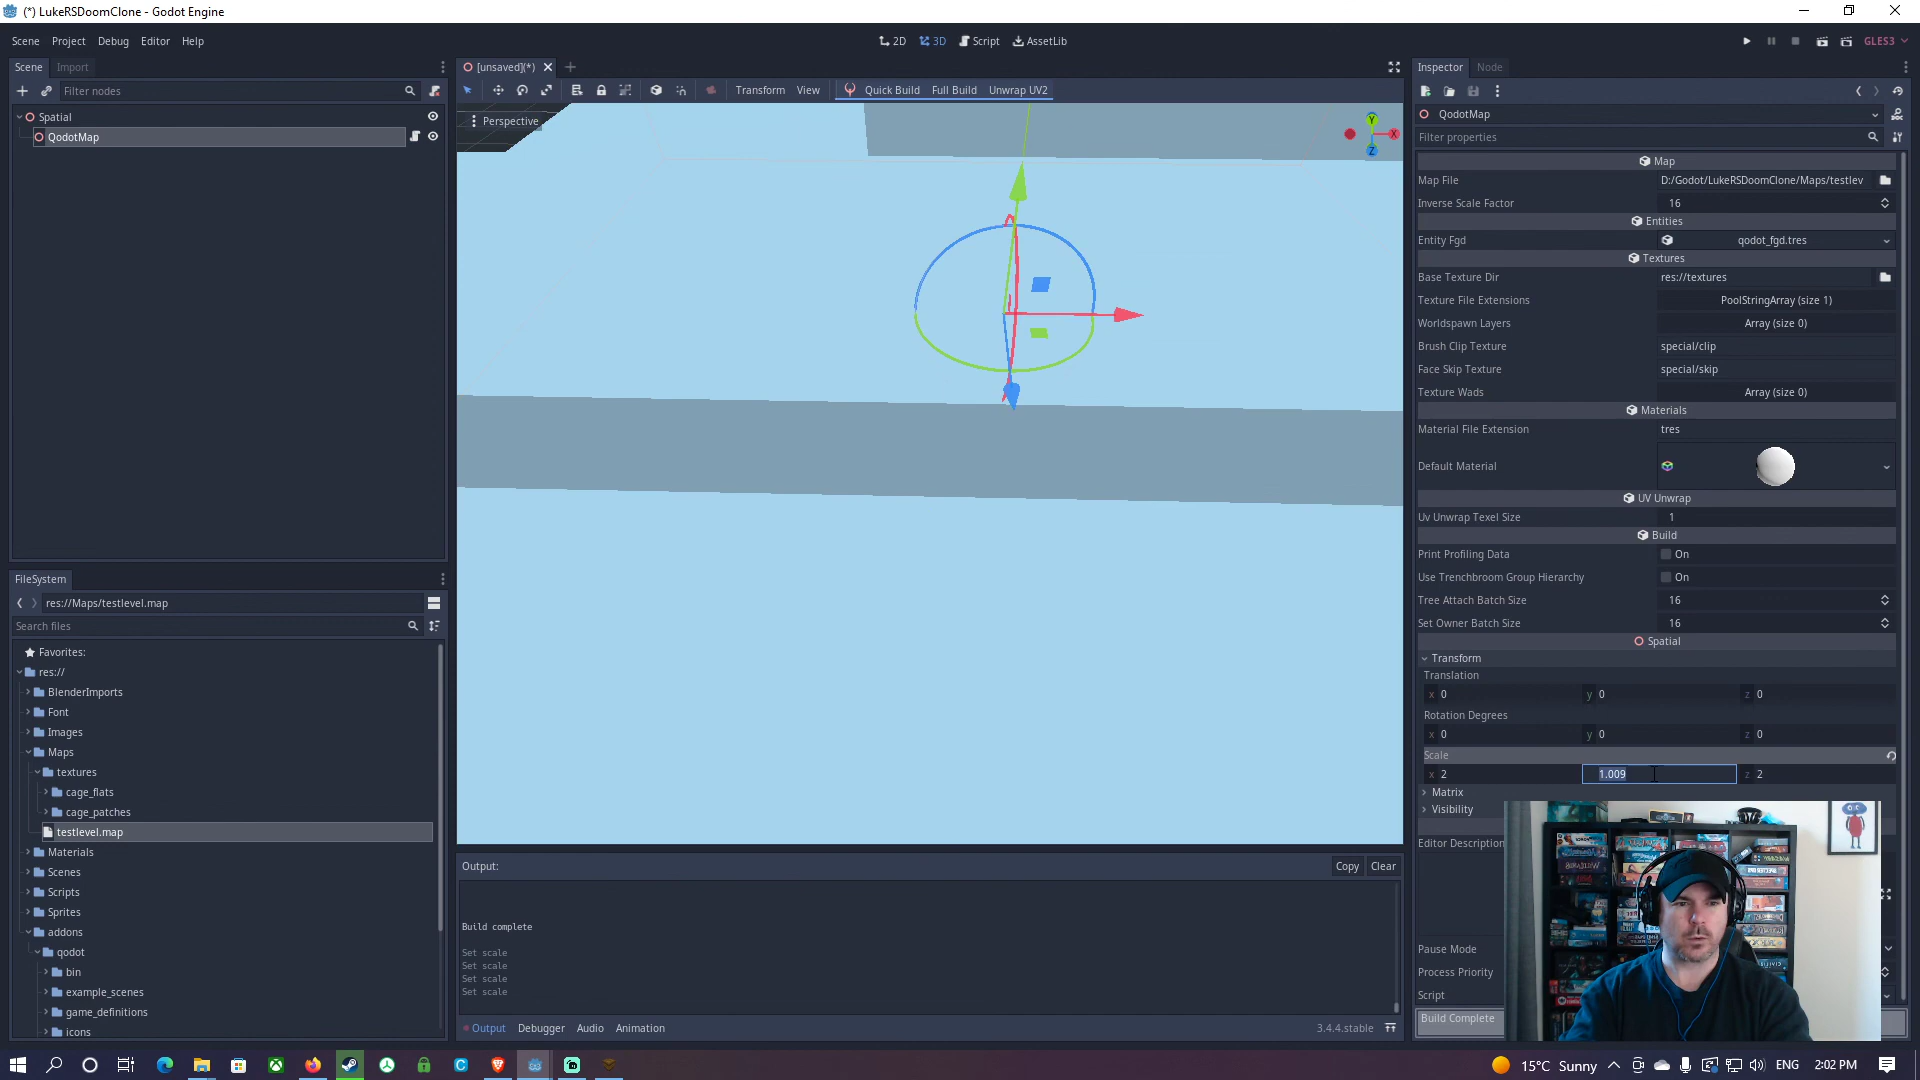 (*) LukeRSDoomClone - Godot Engine
Scene Project Debug Editor Help
2D 3D Script AssetLib
GLES3
Scene Import
Filter nodes
Spatial
QodotMap
[unsaved](*)
Transform View Quick Build Full Build Unwrap UV2
Perspective
Y
X
Z
FileSystem
res://Maps/testlevel.map
Search files
Favorites:
res://
BlenderImports
Font
Images
Maps
textures
cage_flats
cage_patches
testlevel.map
Materials
Scenes
Scripts
Sprites
addons
qodot
bin
example_scenes
game_definitions
icons
Output:
Copy Clear
Build complete
Set scale
Set scale
Set scale
Set scale
Output Debugger Audio Animation
3.4.4.stable
Inspector Node
QodotMap
Filter properties
Map
Map File D:/Godot/LukeRSDoomClone/Maps/testlev
Inverse Scale Factor 16
Entities
Entity Fgd qodot_fgd.tres
Textures
Base Texture Dir res://textures
Texture File Extensions PoolStringArray (size 1)
Worldspawn Layers Array (size 0)
Brush Clip Texture special/clip
Face Skip Texture special/skip
Texture Wads Array (size 0)
Materials
Material File Extension tres
Default Material
UV Unwrap
Uv Unwrap Texel Size 1
Build
Print Profiling Data On
Use Trenchbroom Group Hierarchy On
Tree Attach Batch Size 16
Set Owner Batch Size 16
Spatial
Transform
Translation
x 0 y 0 z 0
Rotation Degrees
x 0 y 0 z 0
Scale
x 2 1.009 z 2
Matrix
Visibility
Editor Description
Pause Mode
Process Priority
Script
Build Complete
15°C Sunny ENG 2:02 PM